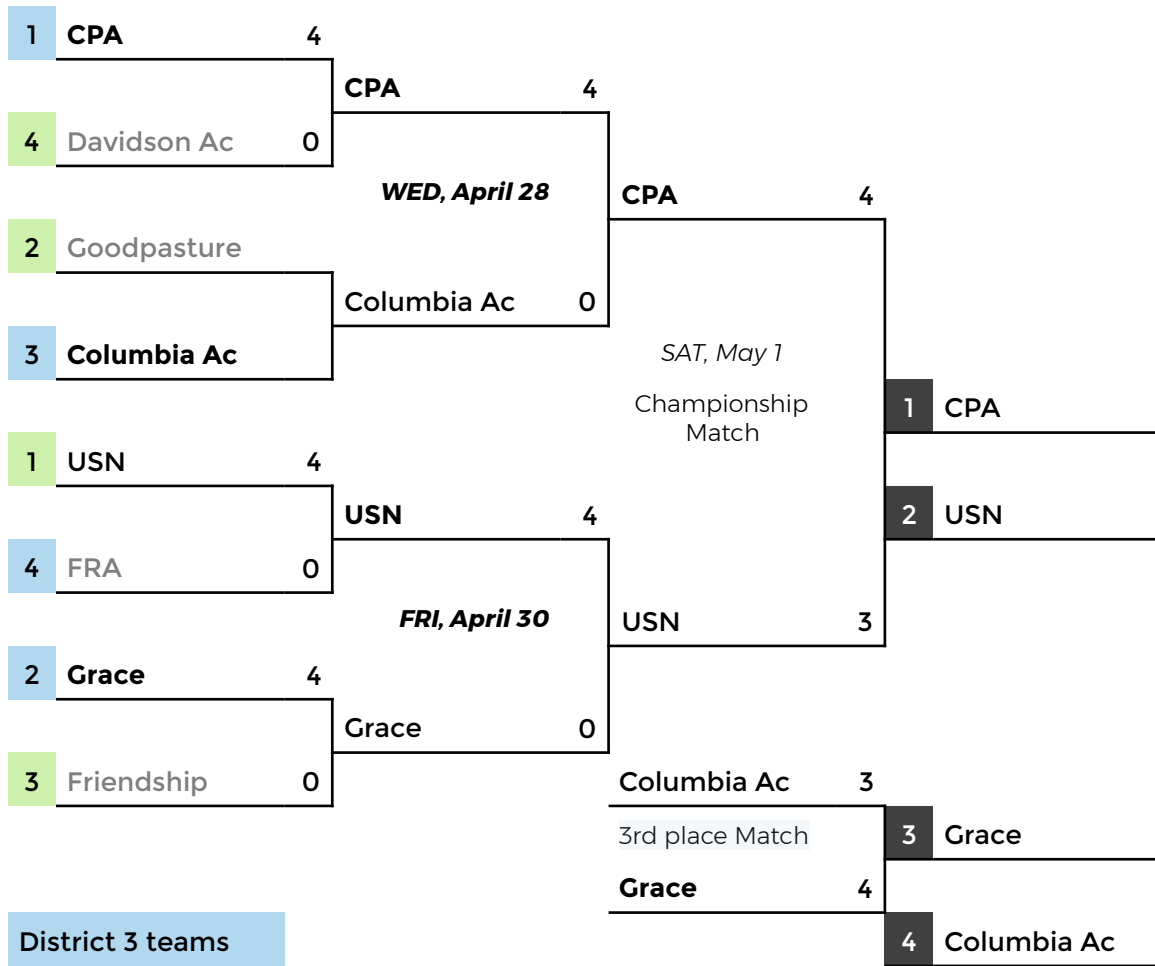 1 CPA 4
CPA 4
4 Davidson Ac 0
WED, April 28
CPA 4
2 Goodpasture
Columbia Ac 0
3 Columbia Ac
SAT, May 1
Championship
Match
1 CPA
1 USN 4
USN 4
2 USN
4 FRA 0
FRI, April 30
USN 3
2 Grace 4
Grace 0
3 Friendship 0
Columbia Ac 3
3rd place Match
3 Grace
Grace 4
District 3 teams
4 Columbia Ac